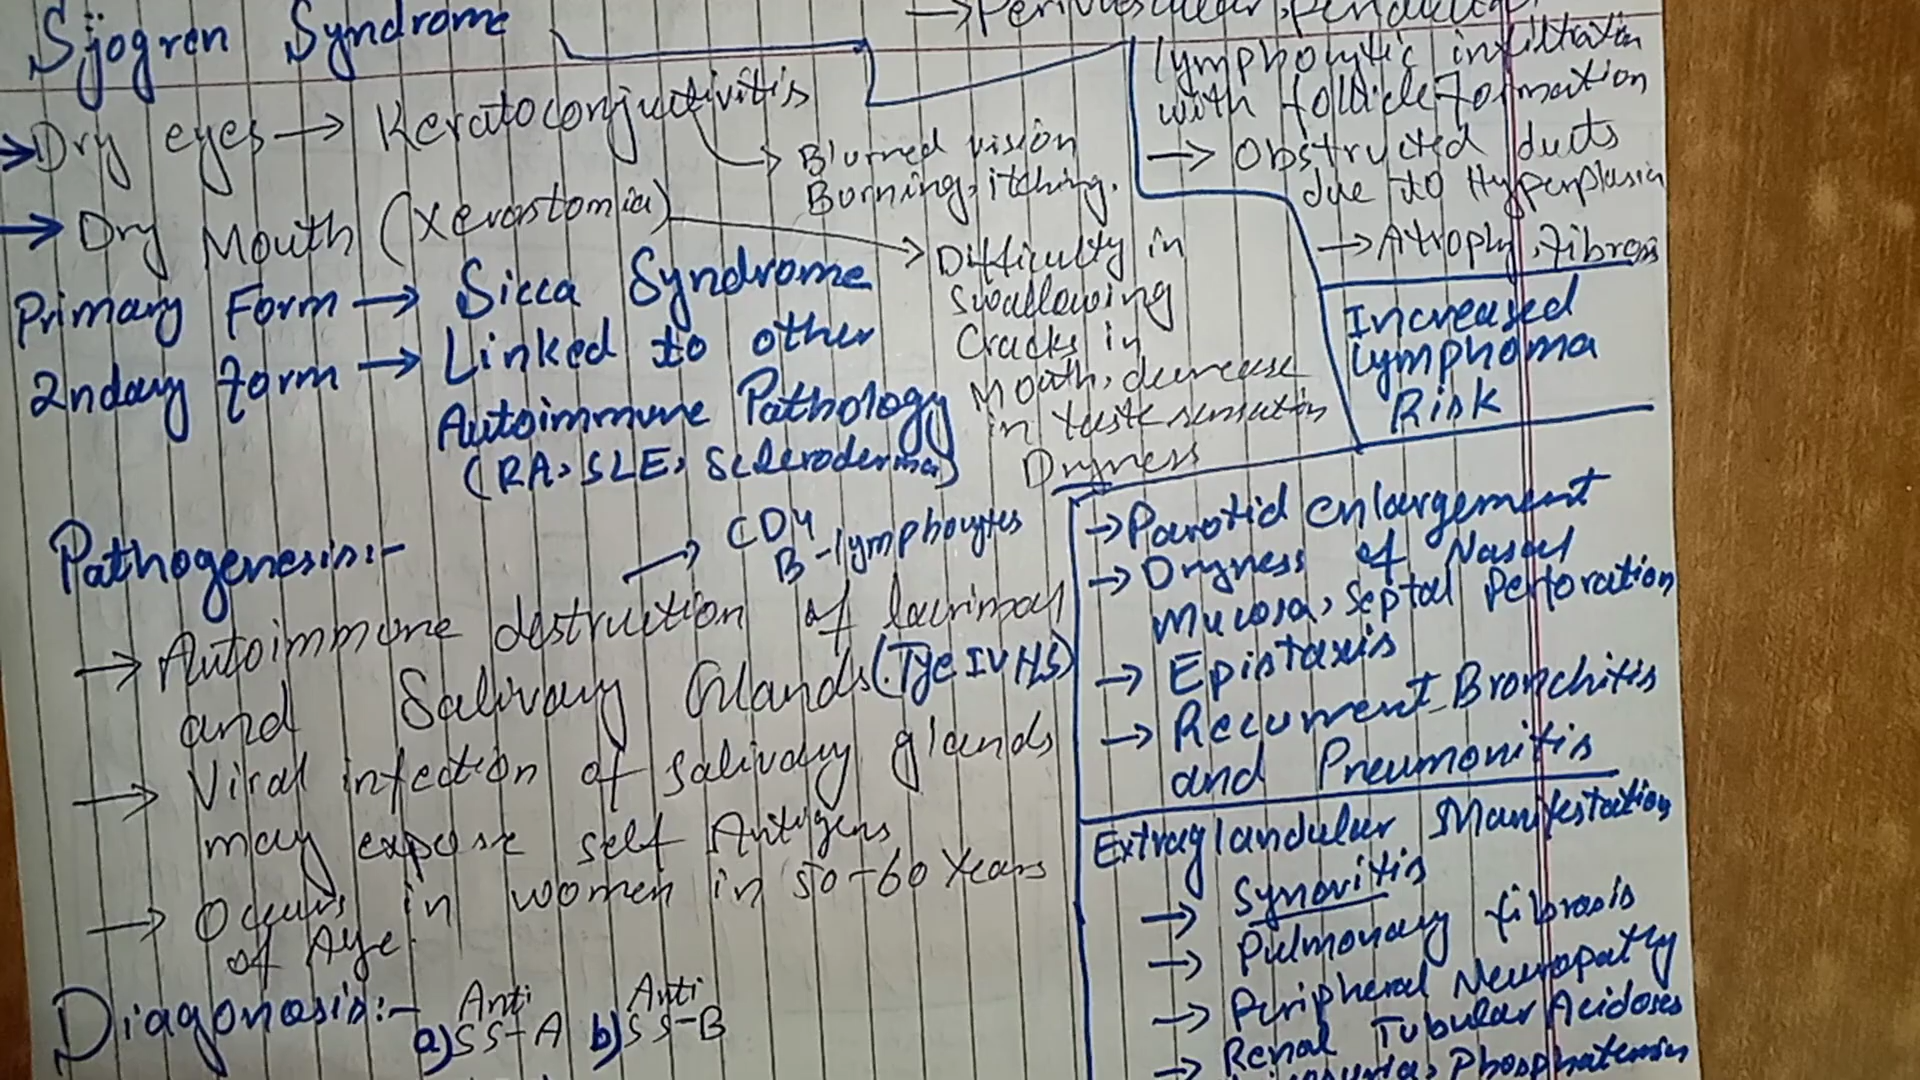 Sjögren Syndrome
→ Dry eyes → Keratoconjuctivitis
→ Blurred vision
Burning, itching.
→ Dry Mouth (Xerostomia)
→ Difficulty in
Swallowing
Cracks in
Mouth, decrease
in taste sensation
Dryness
Primary Form → Sicca Syndrome
2nday form → Linked to other
Autoimmune Pathology
(RA, SLE, Scleroderma)
Pathogenesis:-
→ CD4
B-lymphocytes
→ Autoimmune destruction of lacrimal
and Salivary Glands (Tye IV HS)
→ Viral infection of salivary glands
may expose self Antigens
→ Occurs in women in 50-60 Years
of Age.
Diagonosis:- a) Anti SS-A b) Anti SS-B
→ Perivascular, Periductal
lymphocytic infiltration
with follicle formation
→ Obstructed ducts
due to Hyperplasia
→ Atrophy, fibrosis
Increased
lymphoma
Risk
→ Parotid enlargement
→ Dryness of Nasal
Mucosa, Septal Perforation
→ Epistaxis
→ Recurrent Bronchitis
and Pneumonitis
Extraglandular Manifestation
→ Synovitis
→ Pulmonary fibrosis
→ Peripheral Neuropathy
→ Renal Tubular Acidoses
→